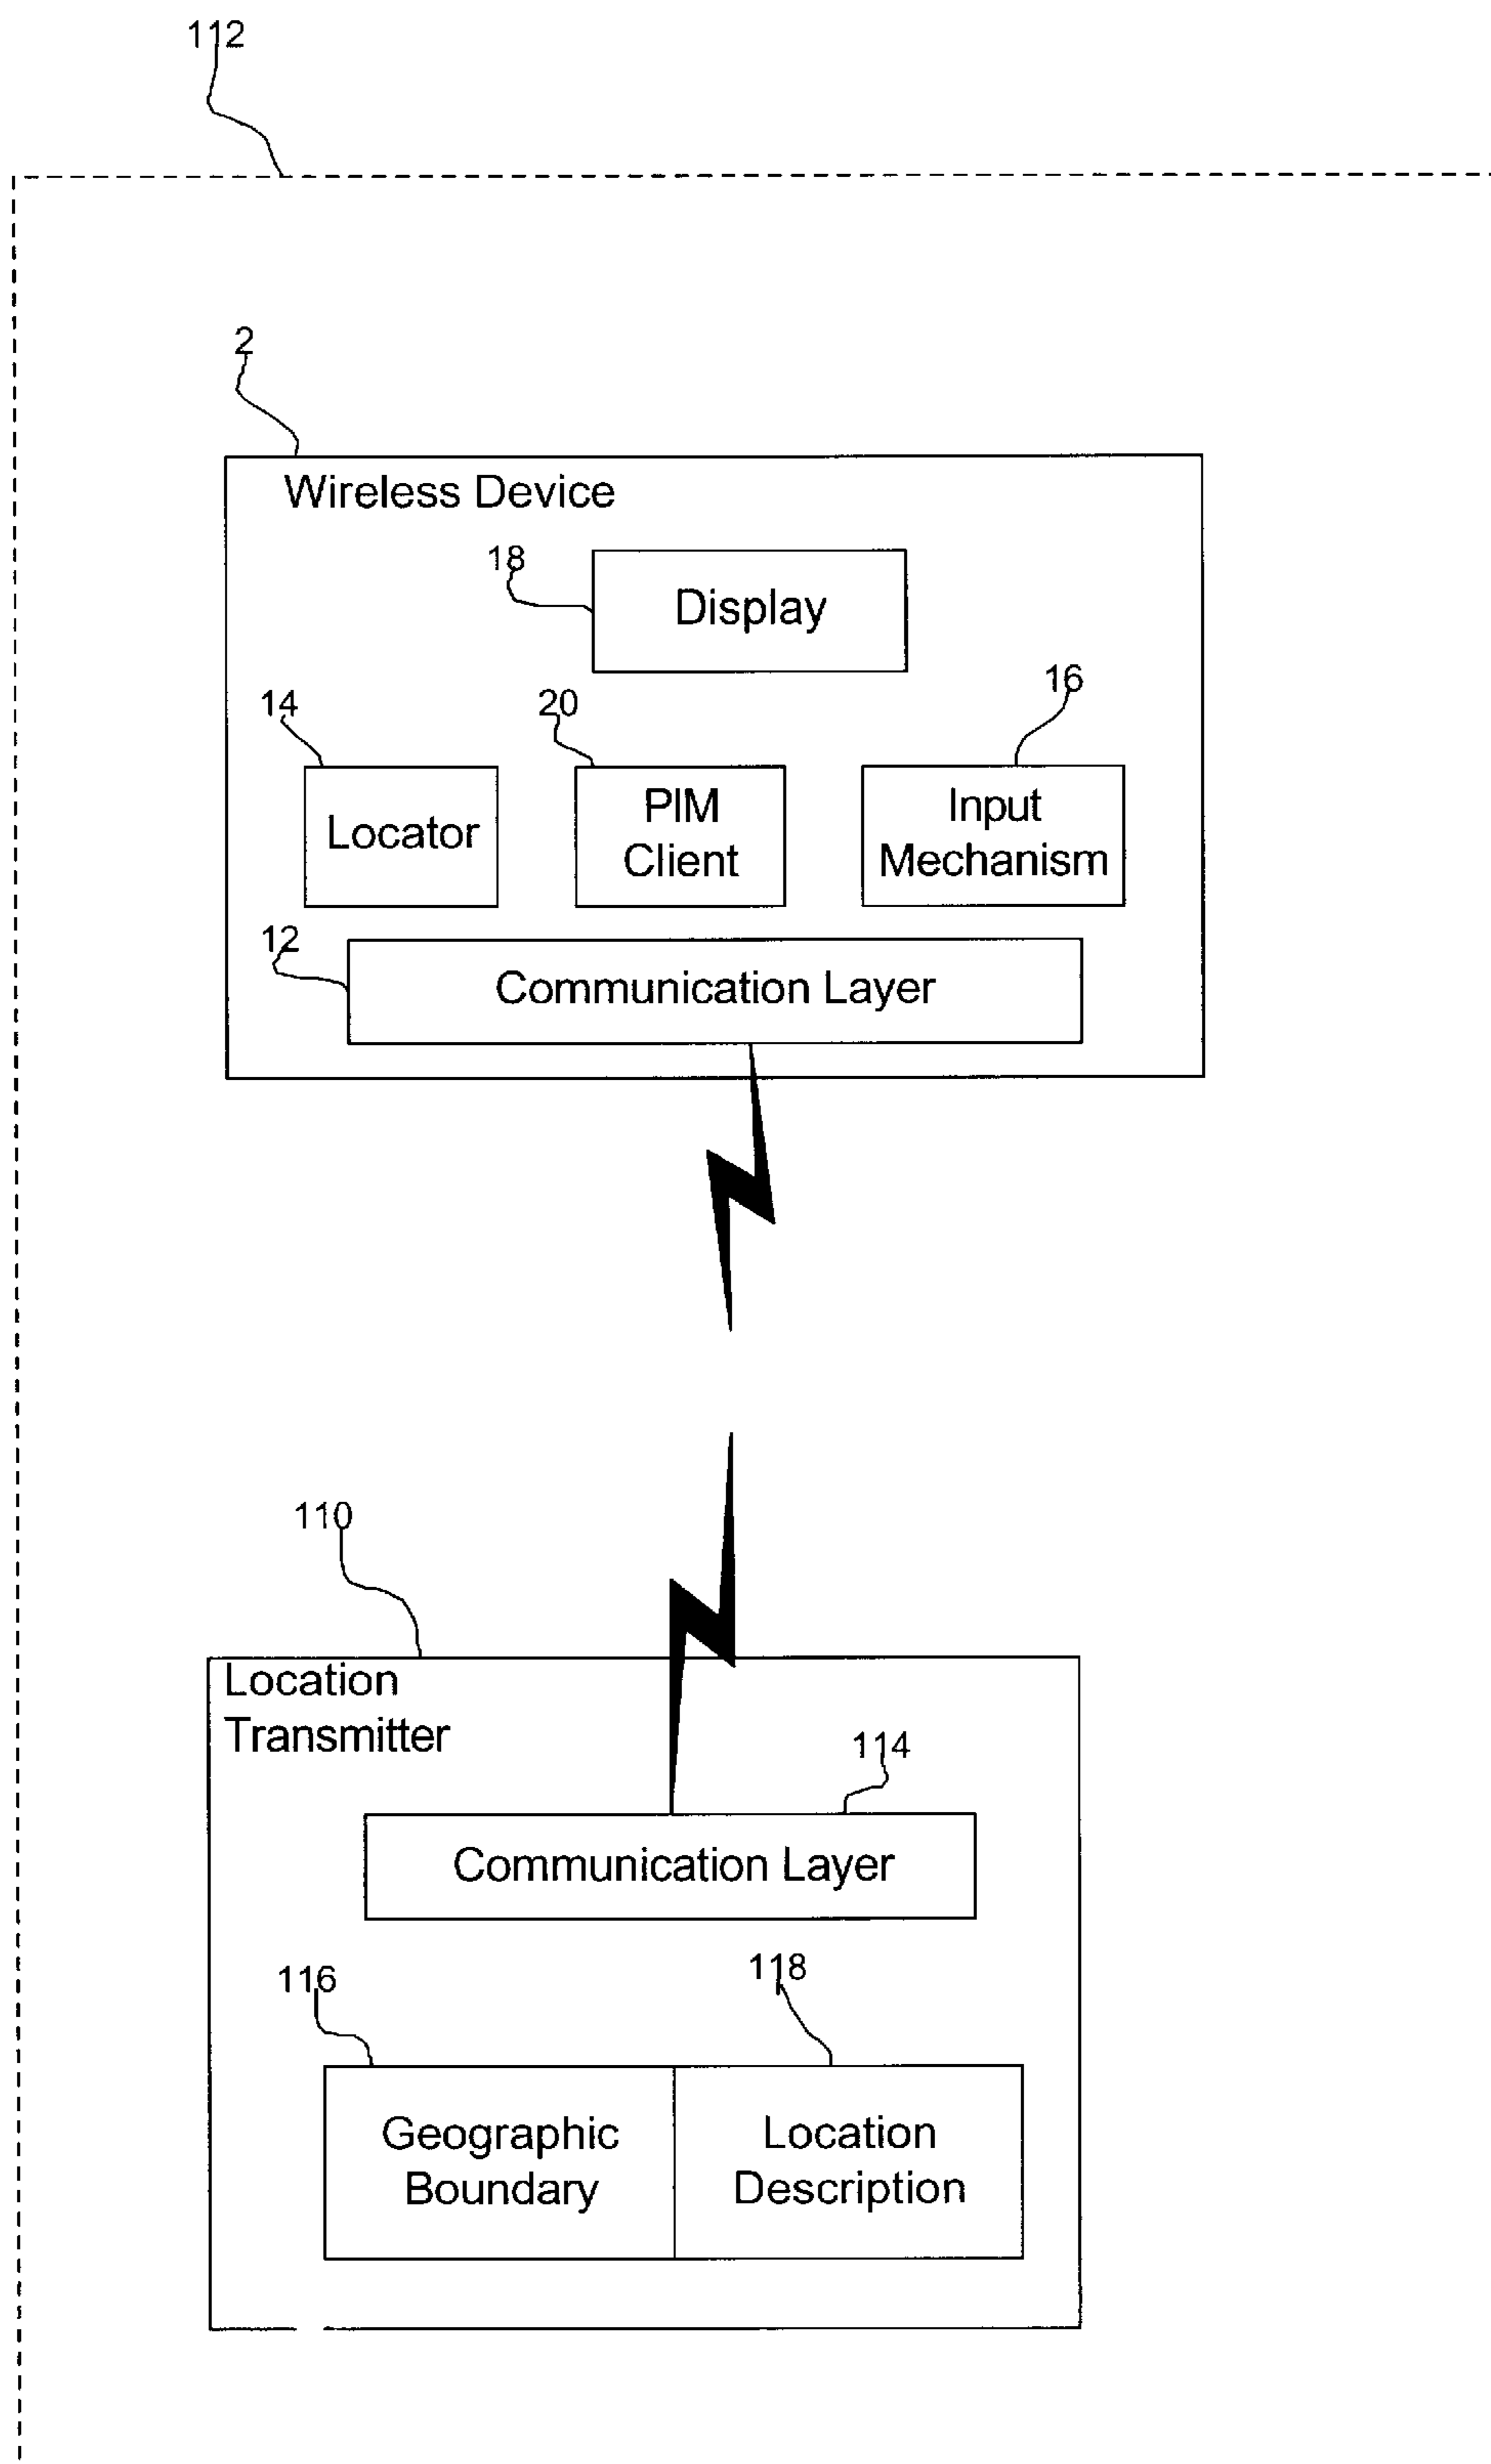 112
2
Wireless Device
18
Display
14
20
16
Locator
PIM
Client
Input
Mechanism
12
Communication Layer
110
Location
Transmitter
114
Communication Layer
116
118
Geographic
Boundary
Location
Description